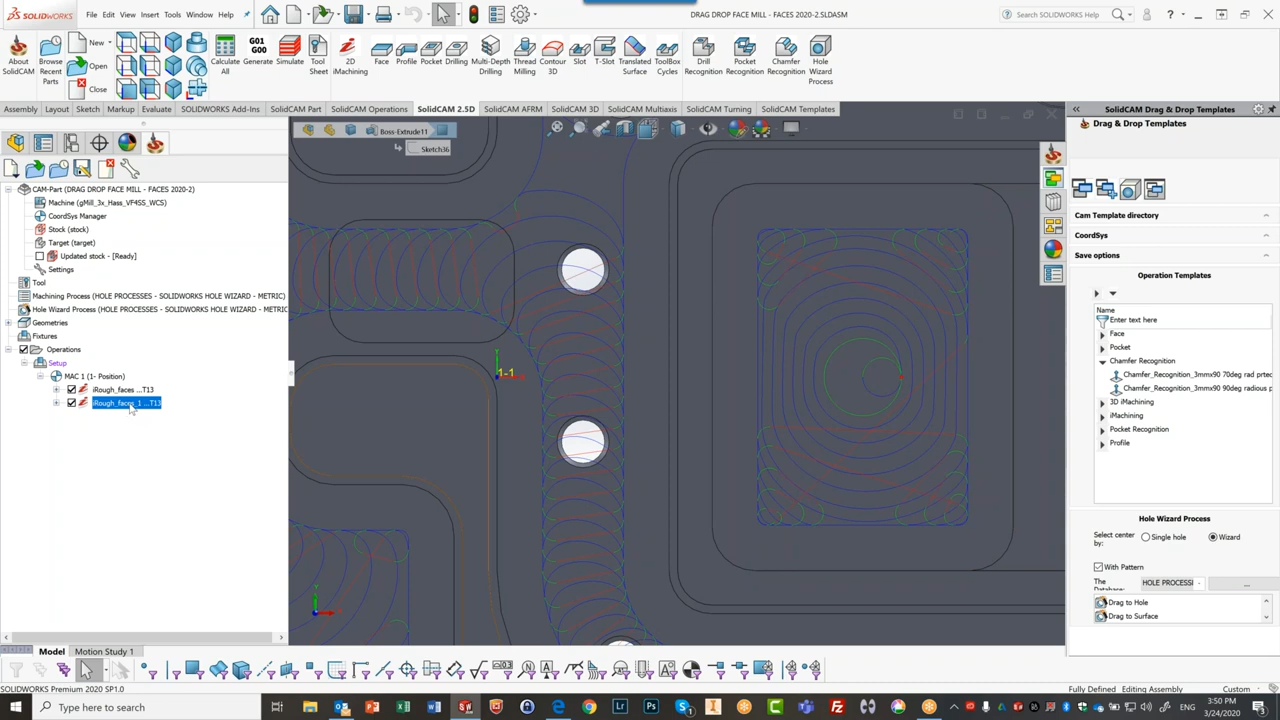 SOLIDWORKS File Edit View Insert Tools Window Help
DRAG DROP FACE MILL - FACES 2020-2.SLDASM
Search SOLIDWORKS Help
About SolidCAM
Browse Recent Parts
New
Open
Close
Calculate All
G01 G00 Generate
Simulate
Tool Sheet
2D iMachining
Face
Profile
Pocket
Drilling
Multi-Depth Drilling
Thread Milling
Contour 3D
Slot
T-Slot
Translated Surface
ToolBox Cycles
Drill Recognition
Pocket Recognition
Chamfer Recognition
Hole Wizard Process
Assembly Layout Sketch Markup Evaluate SOLIDWORKS Add-Ins SolidCAM Part SolidCAM Operations SolidCAM 2.5D SolidCAM AFRM SolidCAM 3D SolidCAM Multiaxis SolidCAM Turning SolidCAM Templates
CAM-Part (DRAG DROP FACE MILL - FACES 2020-2)
Machine (gMill_3x_Hass_VF4SS_WCS)
CoordSys Manager
Stock (stock)
Target (target)
Updated stock - [Ready]
Settings
Tool
Machining Process (HOLE PROCESSES - SOLIDWORKS HOLE WIZARD - METRIC)
Hole Wizard Process (HOLE PROCESSES - SOLIDWORKS HOLE WIZARD - METRIC
Geometries
Fixtures
Operations
Setup
MAC 1 (1- Position)
iRough_faces ...T13
iRough_faces_1 ...T13
Boss-Extrude11
Sketch36
Y
1-1
Y
X
SolidCAM Drag & Drop Templates
Drag & Drop Templates
Cam Template directory
CoordSys
Save options
Operation Templates
Name
Enter text here
Face
Pocket
Chamfer Recognition
Chamfer_Recognition_3mmx90 70deg rad prted
Chamfer_Recognition_3mmx90 90deg radious p
3D iMachining
iMachining
Pocket Recognition
Profile
Hole Wizard Process
Select center by: Single hole Wizard
With Pattern
The Database: HOLE PROCESSI ...
Drag to Hole
Drag to Surface
Model Motion Study 1
SOLIDWORKS Premium 2020 SP1.0
Fully Defined Editing Assembly Custom
Type here to search
ENG
3:50 PM
3/24/2020